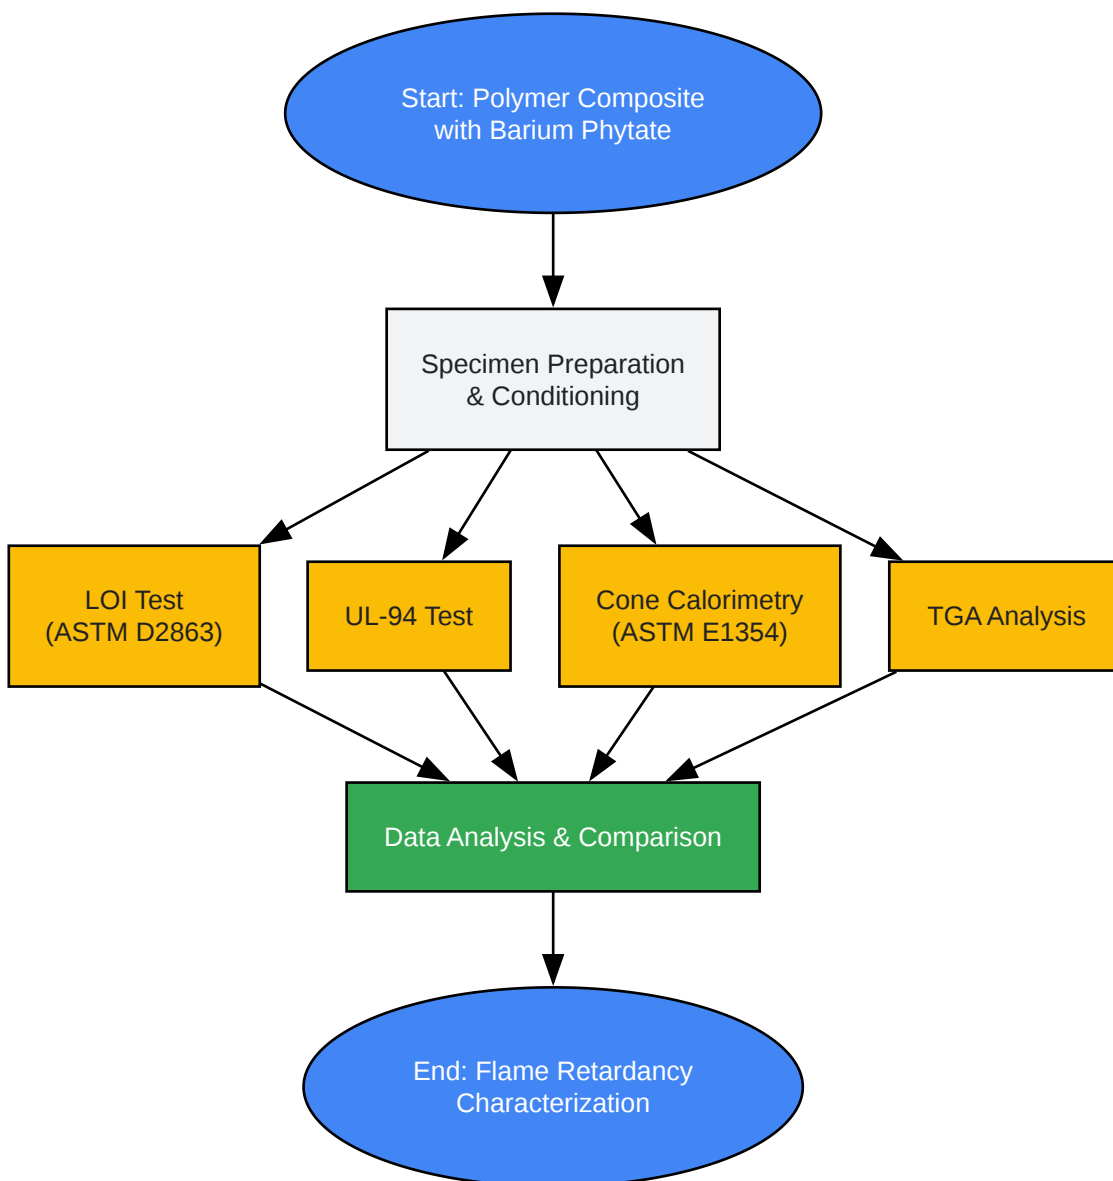 Start: Polymer Composite
with Barium Phytate
Specimen Preparation
& Conditioning
LOI Test
(ASTM D2863)
UL-94 Test
Cone Calorimetry
(ASTM E1354)
TGA Analysis
Data Analysis & Comparison
End: Flame Retardancy
Characterization